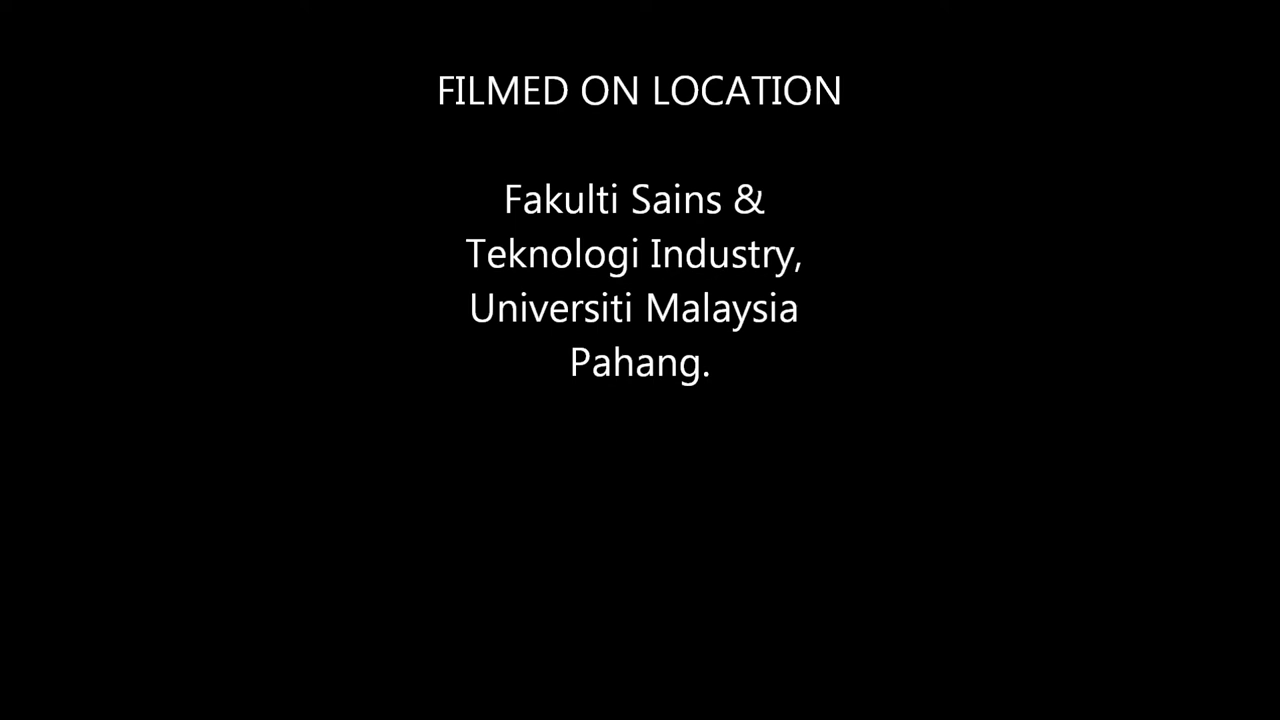 FILMED ON LOCATION
Fakulti Sains &
Teknologi Industry,
Universiti Malaysia
Pahang.